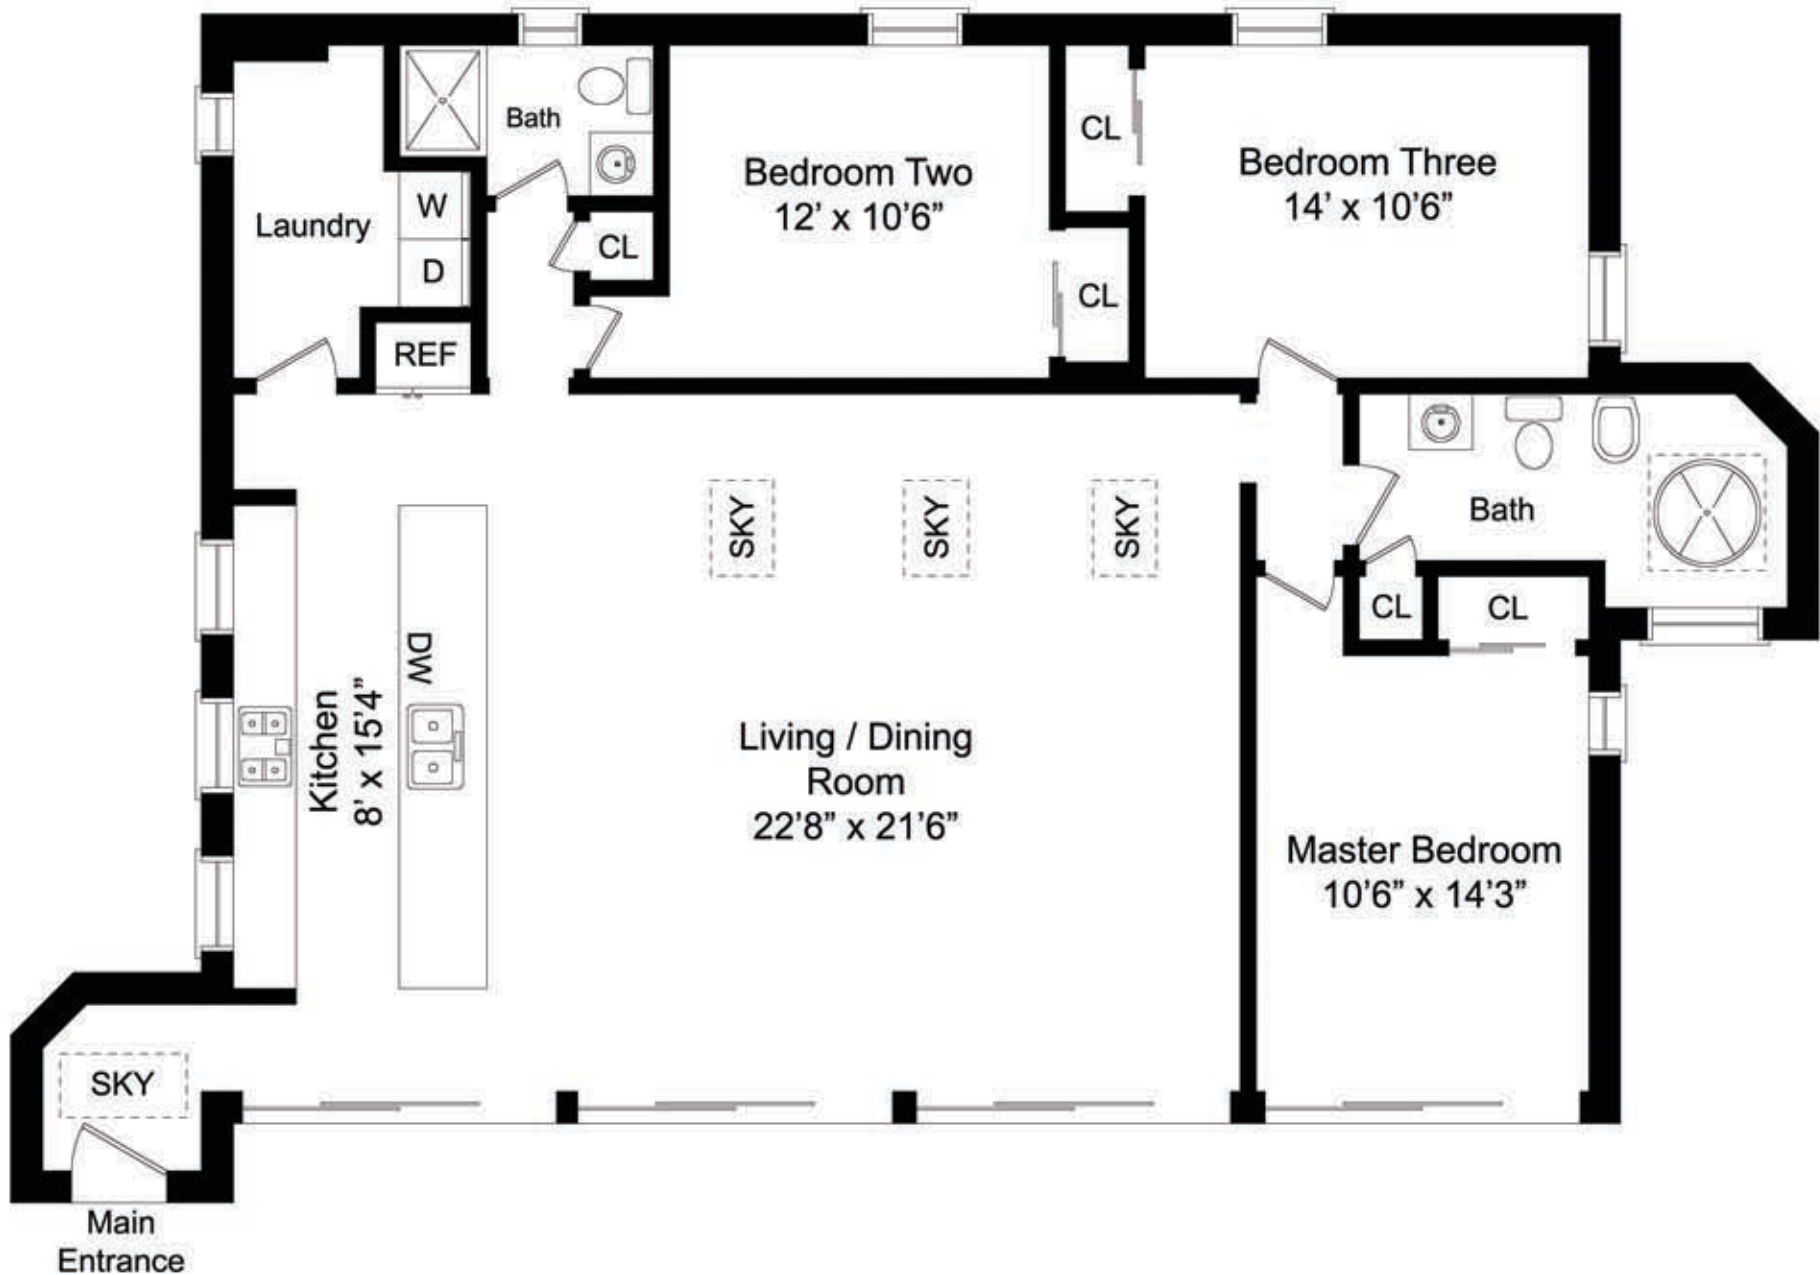 Bath
CL
Bedroom Two
12’ x 10’6”
Bedroom Three
14’ x 10’6”
Laundry
W
D
CL
CL
REF
SKY
SKY
SKY
Bath
CL
CL
DW
Kitchen
8’ x 15’4”
Living / Dining
Room
22’8” x 21’6”
Master Bedroom
10’6” x 14’3”
SKY
Main
Entrance